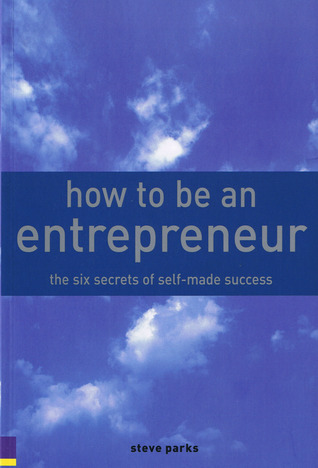 how to be an
entrepreneur
the six secrets of self-made success
steve parks